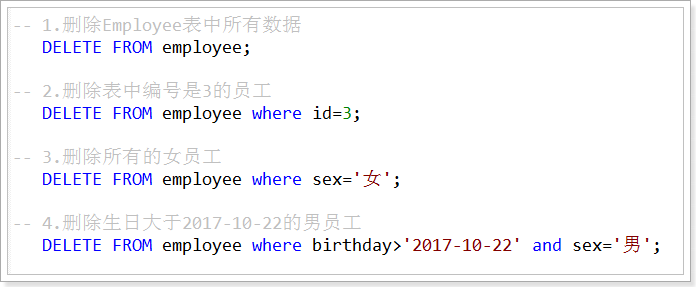 -- 1.删除Employee表中所有数据
DELETE FROM employee;
-- 2.删除表中编号是3的员工
DELETE FROM employee where id=3;
-- 3.删除所有的女员工
DELETE FROM employee where sex='女';
-- 4.删除生日大于2017-10-22的男员工
DELETE FROM employee where birthday>'2017-10-22' and sex='男';